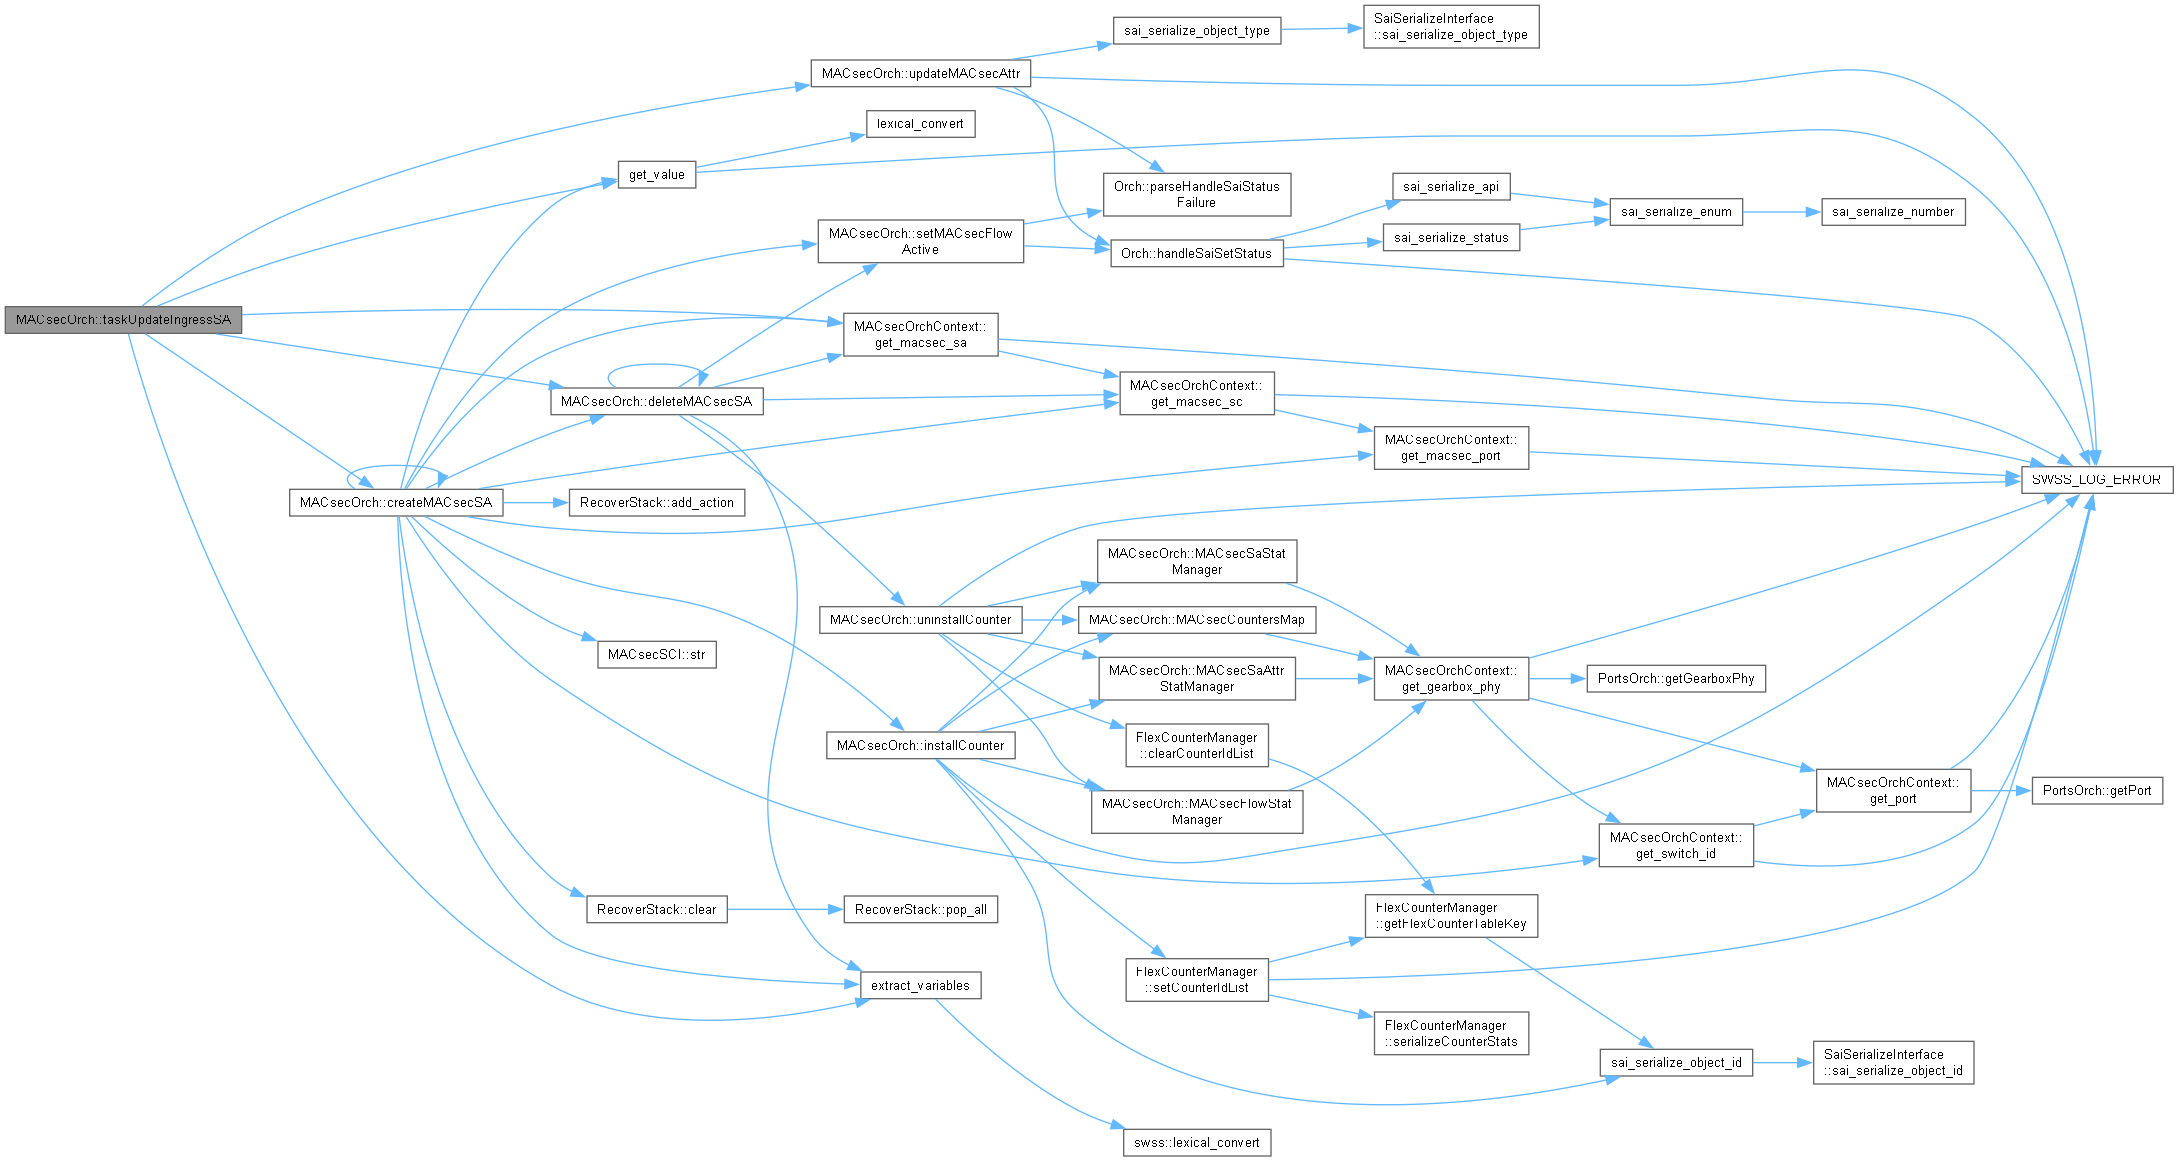 MACsecOrch::taskUpdateIngressSA
MACsecOrch::createMACsecSA
MACsecOrch::deleteMACsecSA
get_value
RecoverStack::add_action
MACsecSCI::str
RecoverStack::clear
MACsecOrch::updateMACsecAttr
lexical_convert
MACsecOrch::setMACsecFlow
Active
MACsecOrchContext::
get_macsec_sa
MACsecOrch::uninstallCounter
MACsecOrch::installCounter
RecoverStack::pop_all
extract_variables
sai_serialize_object_type
Orch::parseHandleSaiStatus
Failure
Orch::handleSaiSetStatus
MACsecOrchContext::
get_macsec_sc
MACsecOrch::MACsecSaStat
Manager
MACsecOrch::MACsecCountersMap
MACsecOrch::MACsecSaAttr
StatManager
FlexCounterManager
::clearCounterIdList
MACsecOrch::MACsecFlowStat
Manager
FlexCounterManager
::setCounterIdList
swss::lexical_convert
SaiSerializeInterface
::sai_serialize_object_type
sai_serialize_api
sai_serialize_status
MACsecOrchContext::
get_macsec_port
MACsecOrchContext::
get_gearbox_phy
FlexCounterManager
::getFlexCounterTableKey
FlexCounterManager
::serializeCounterStats
sai_serialize_enum
PortsOrch::getGearboxPhy
MACsecOrchContext::
get_switch_id
sai_serialize_object_id
sai_serialize_number
MACsecOrchContext::
get_port
SaiSerializeInterface
::sai_serialize_object_id
SWSS_LOG_ERROR
PortsOrch::getPort